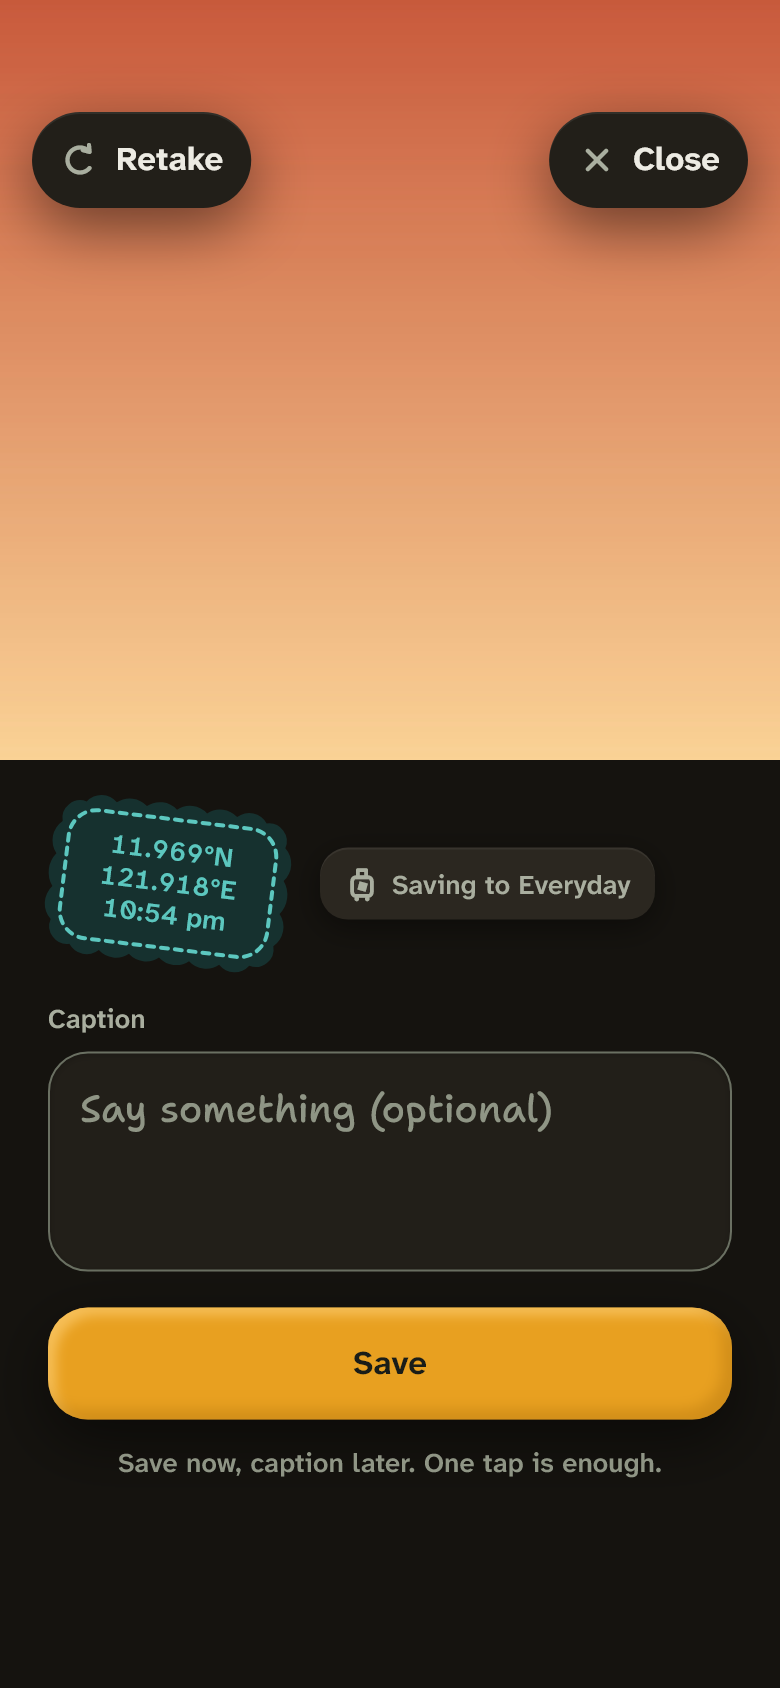 Retake
Close
11.969°N
121.918°E
10:54 pm
Saving to Everyday
Caption
Say something (optional)
Save
Save now, caption later. One tap is enough.